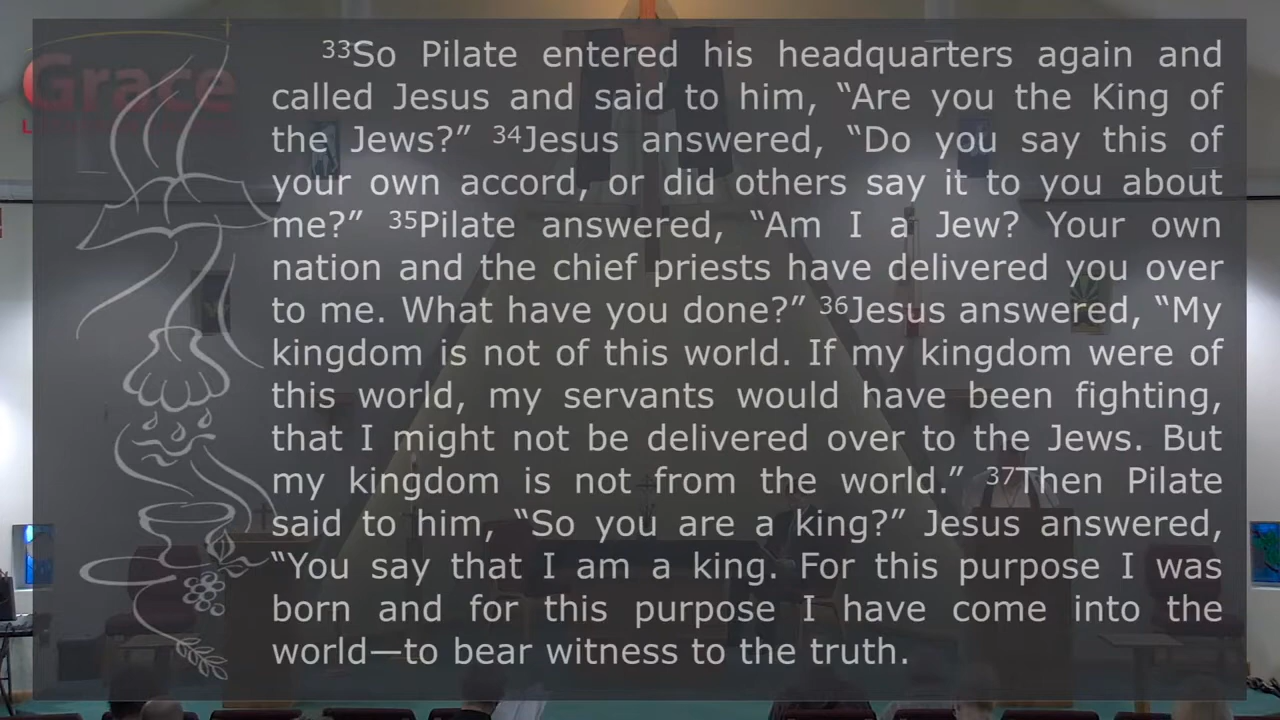 Grace
³³So Pilate entered his headquarters again and
called Jesus and said to him, “Are you the King of
the Jews?” ³⁴Jesus answered, “Do you say this of
your own accord, or did others say it to you about
me?” ³⁵Pilate answered, “Am I a Jew? Your own
nation and the chief priests have delivered you over
to me. What have you done?” ³⁶Jesus answered, “My
kingdom is not of this world. If my kingdom were of
this world, my servants would have been fighting,
that I might not be delivered over to the Jews. But
my kingdom is not from the world.” ³⁷Then Pilate
said to him, “So you are a king?” Jesus answered,
“You say that I am a king. For this purpose I was
born and for this purpose I have come into the
world—to bear witness to the truth.